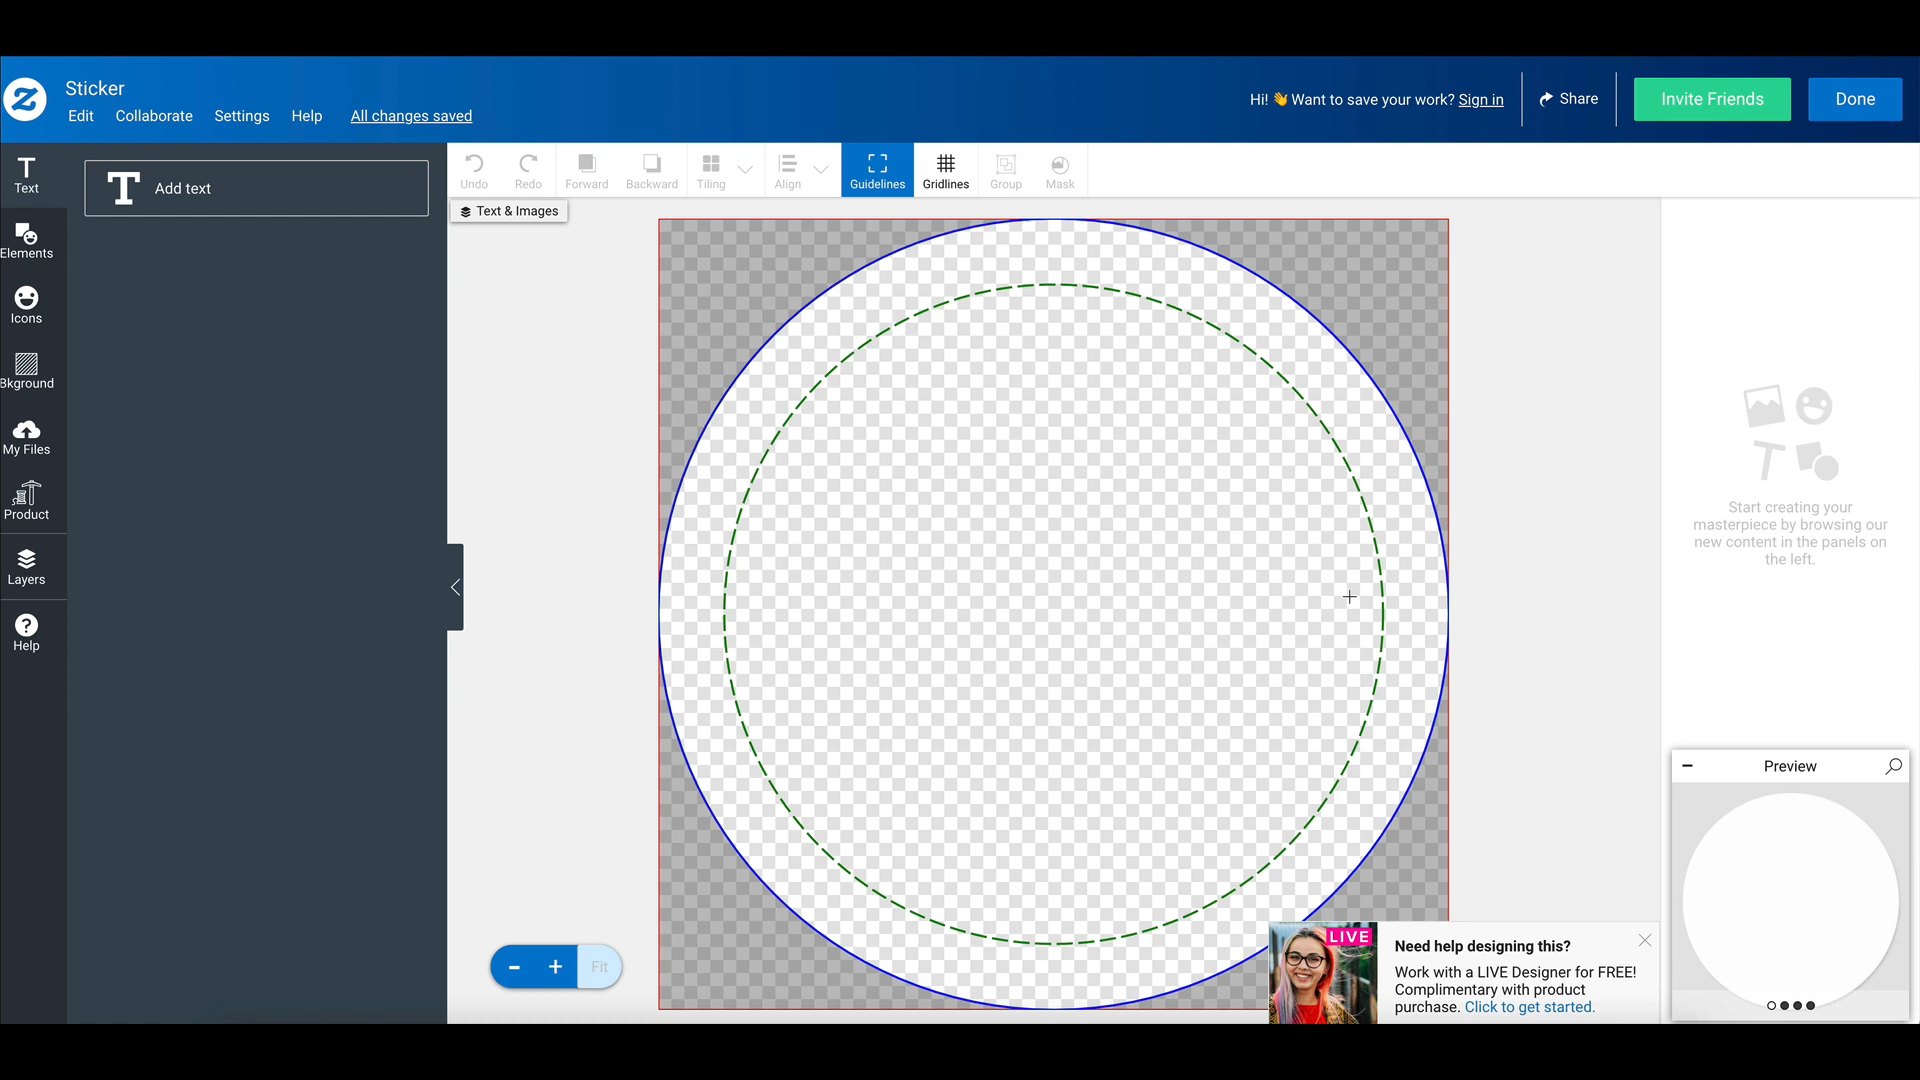 Sticker
Edit Collaborate Settings Help All changes saved
Hi! 👋 Want to save your work? Sign in
Share
Invite Friends
Done
Text
Elements
Icons
Bkground
My Files
Product
Layers
Help
Add text
Undo Redo Forward Backward Tiling Align Guidelines Gridlines Group Mask
Text & Images
Start creating your
masterpiece by browsing our
new content in the panels on
the left.
Preview
Fit
LIVE
Need help designing this?
Work with a LIVE Designer for FREE!
Complimentary with product
purchase. Click to get started.